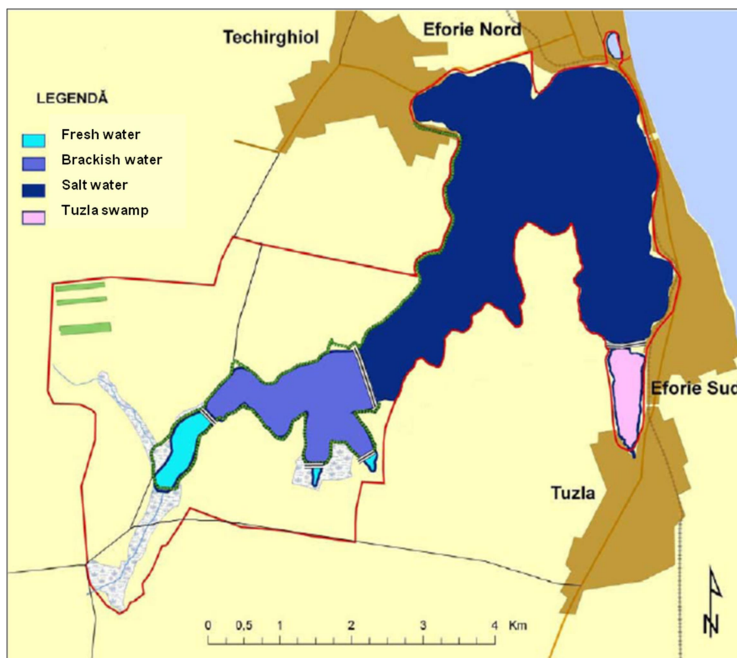 Techirghiol
Eforie Nord
LEGENDĂ
Fresh water
Brackish water
Salt water
Tuzla swamp
Eforie Sud
Tuzla
0 0,5 1 2 3 4 Km
N